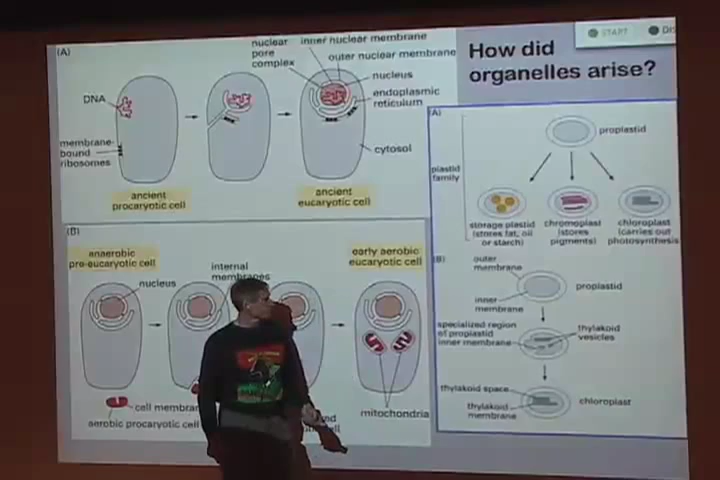 START
How did
organelles arise?
(A)
nuclear
pore
complex
inner nuclear membrane
outer nuclear membrane
nucleus
endoplasmic
reticulum
DNA
membrane-
bound
ribosomes
cytosol
ancient
procaryotic cell
ancient
eucaryotic cell
(B)
anaerobic
pre-eucaryotic cell
nucleus
internal
membranes
early aerobic
eucaryotic cell
cell
aerobic procaryotic cell
mitochondria
(A)
proplastid
plastid
family
storage plastid
(stores fat, oil
or starch)
chromoplast
(stores
pigments)
chloroplast
(carries out
photosynthesis
(B)
outer
membrane
proplastid
inner
membrane
specialized region
of proplastid
inner membrane
thylakoid
vesicles
thylakoid space
thylakoid
membrane
chloroplast